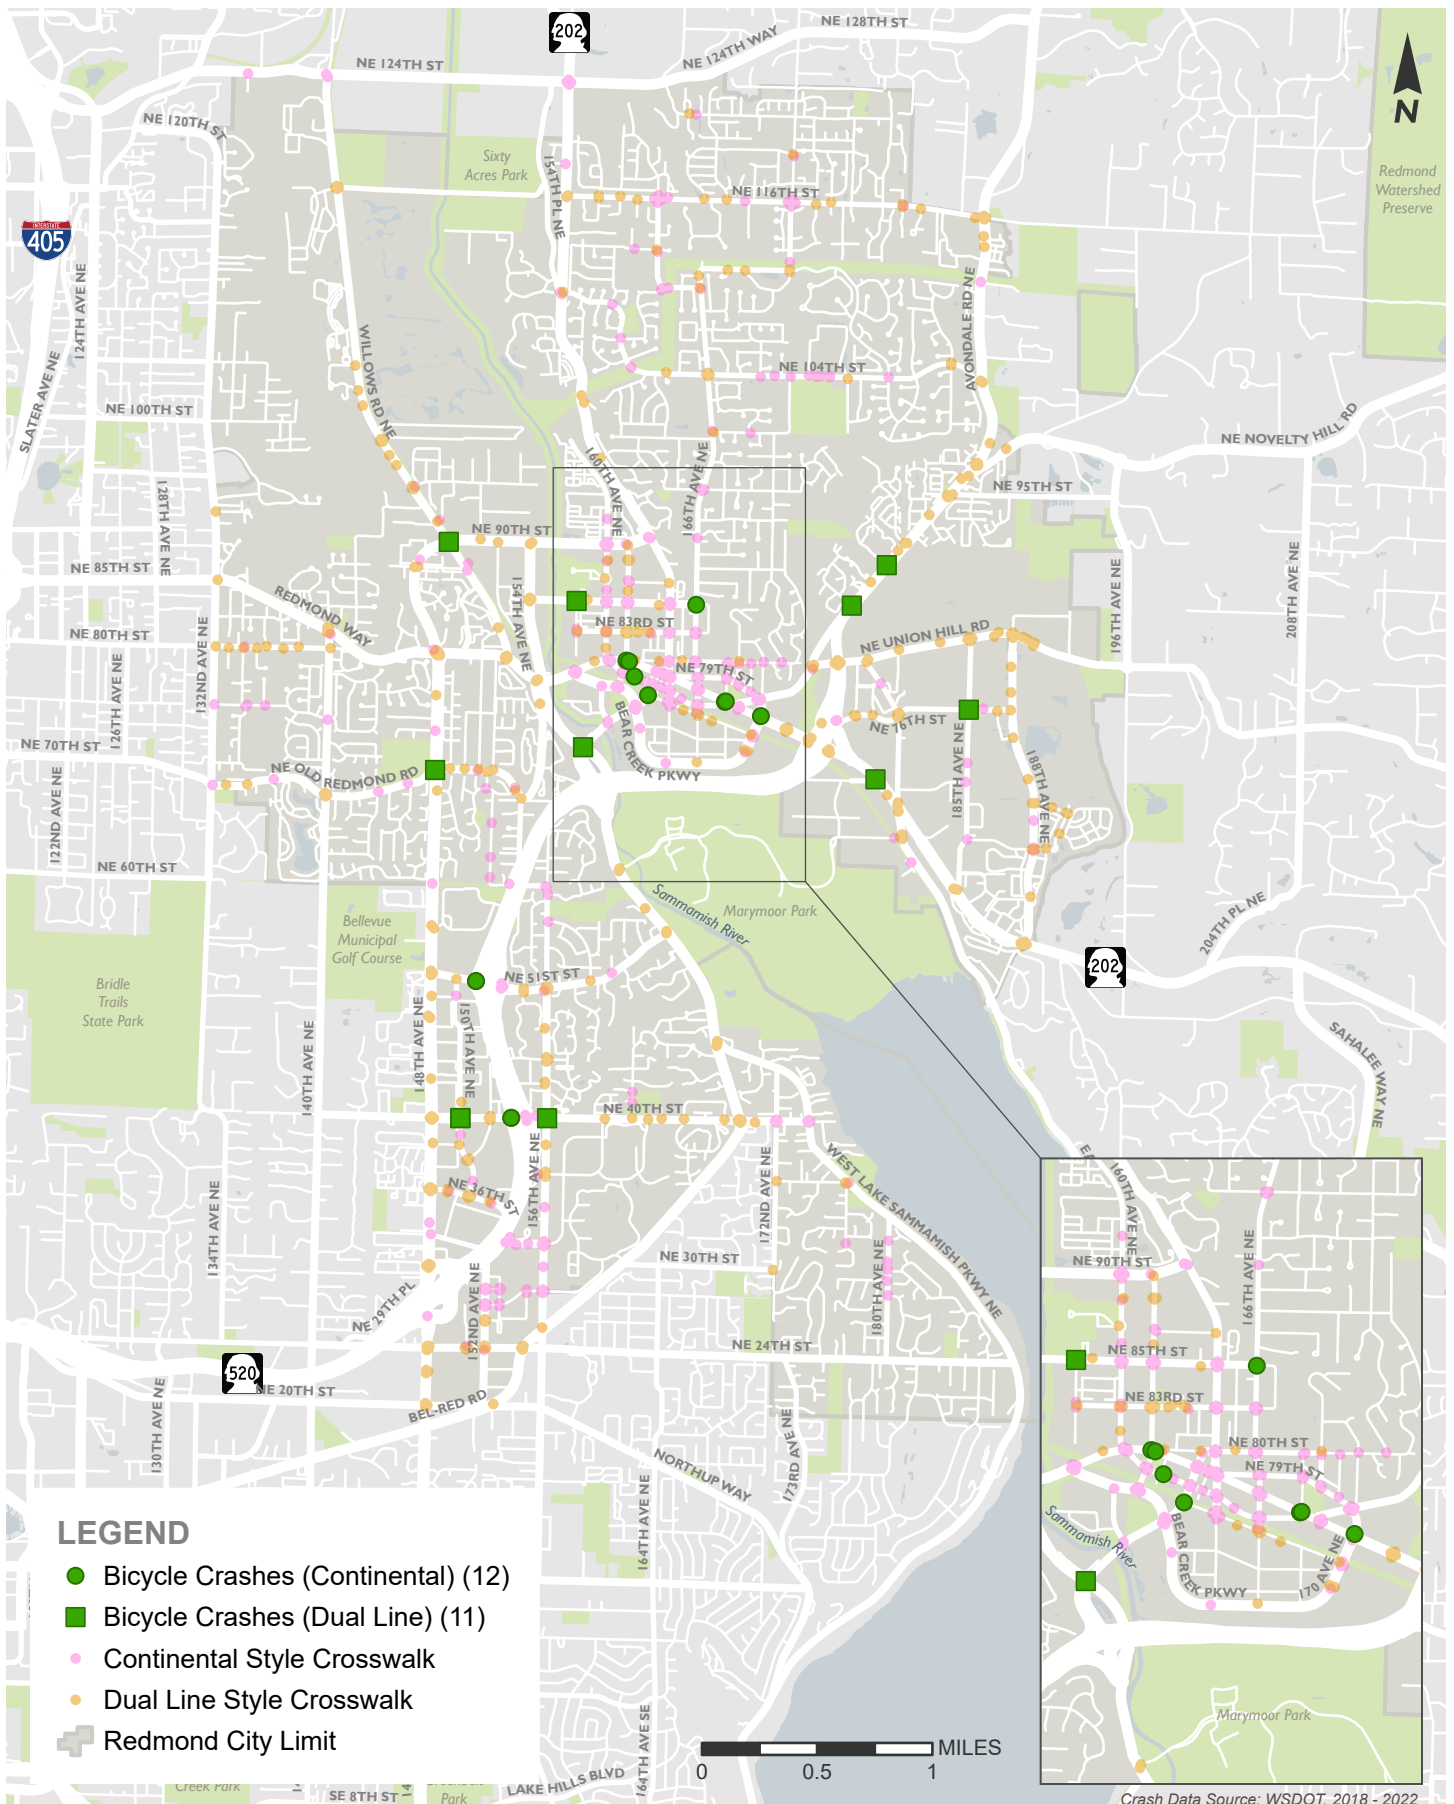 202
NE 128TH ST
NE 124TH WAY
NE 124TH ST
N
NE 120TH ST
Sixty
Acres Park
154TH PL NE
NE 116TH ST
Redmond
Watershed
Preserve
INTERSTATE
405
124TH AVE NE
AVONDALE RD NE
WILLOWS RD NE
SLATER AVE NE
NE 104TH ST
NE 100TH ST
NE NOVELTY HILL RD
160TH AVE NE
166TH AVE NE
128TH AVE NE
NE 95TH ST
NE 90TH ST
NE 85TH ST
154TH AVE NE
REDMOND WAY
196TH AVE NE
208TH AVE NE
NE 83RD ST
NE 80TH ST
132ND AVE NE
NE UNION HILL RD
126TH AVE NE
NE 79TH ST
NE 70TH ST
BEAR CREEK PKWY
NE 76TH ST
185TH AVE NE
188TH AVE NE
NE OLD REDMOND RD
122ND AVE NE
NE 60TH ST
Sammamish River
Marymoor Park
Bellevue
Municipal
Golf Course
204TH PL NE
202
NE 51ST ST
Bridle
Trails
State Park
148TH AVE NE
150TH AVE NE
140TH AVE NE
SAHALEE WAY NE
NE 40TH ST
156TH AVE NE
172ND AVE NE
WEST LAKE SAMMAMISH PKWY NE
NE 36TH ST
134TH AVE NE
NE 30TH ST
180TH AVE NE
NE 29TH PL
152ND AVE NE
NE 24TH ST
520
NE 20TH ST
BEL-RED RD
130TH AVE NE
173RD AVE NE
NORTHUP WAY
164TH AVE NE
160TH AVE NE
NE 90TH ST
166TH AVE NE
NE 85TH ST
NE 83RD ST
NE 80TH ST
NE 79TH ST
Sammamish River
BEAR CREEK PKWY
170 AVE NE
Marymoor Park
LEGEND
Bicycle Crashes (Continental) (12)
Bicycle Crashes (Dual Line) (11)
Continental Style Crosswalk
Dual Line Style Crosswalk
Redmond City Limit
164TH AVE SE
MILES
0 0.5 1
Creek Park
SE 8TH ST
Park
LAKE HILLS BLVD
Crash Data Source: WSDOT, 2018 - 2022